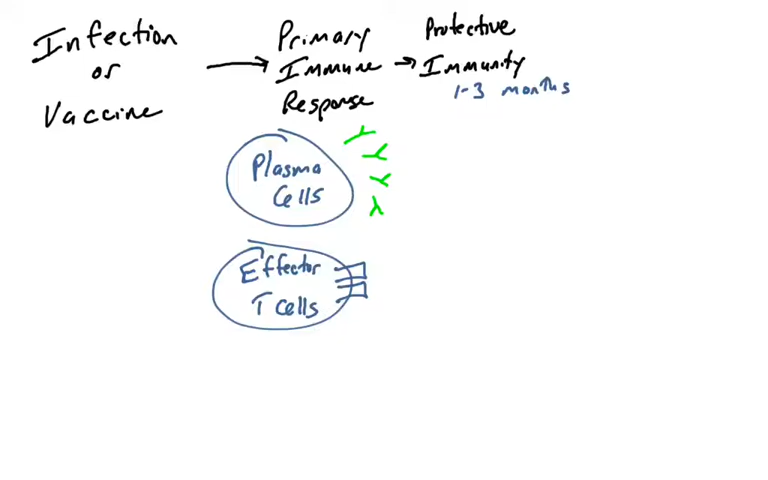 Infection
or
Vaccine
Primary
Immune
Response
Protective
Immunity
1-3 months
Plasma
Cells
Effector
T cells